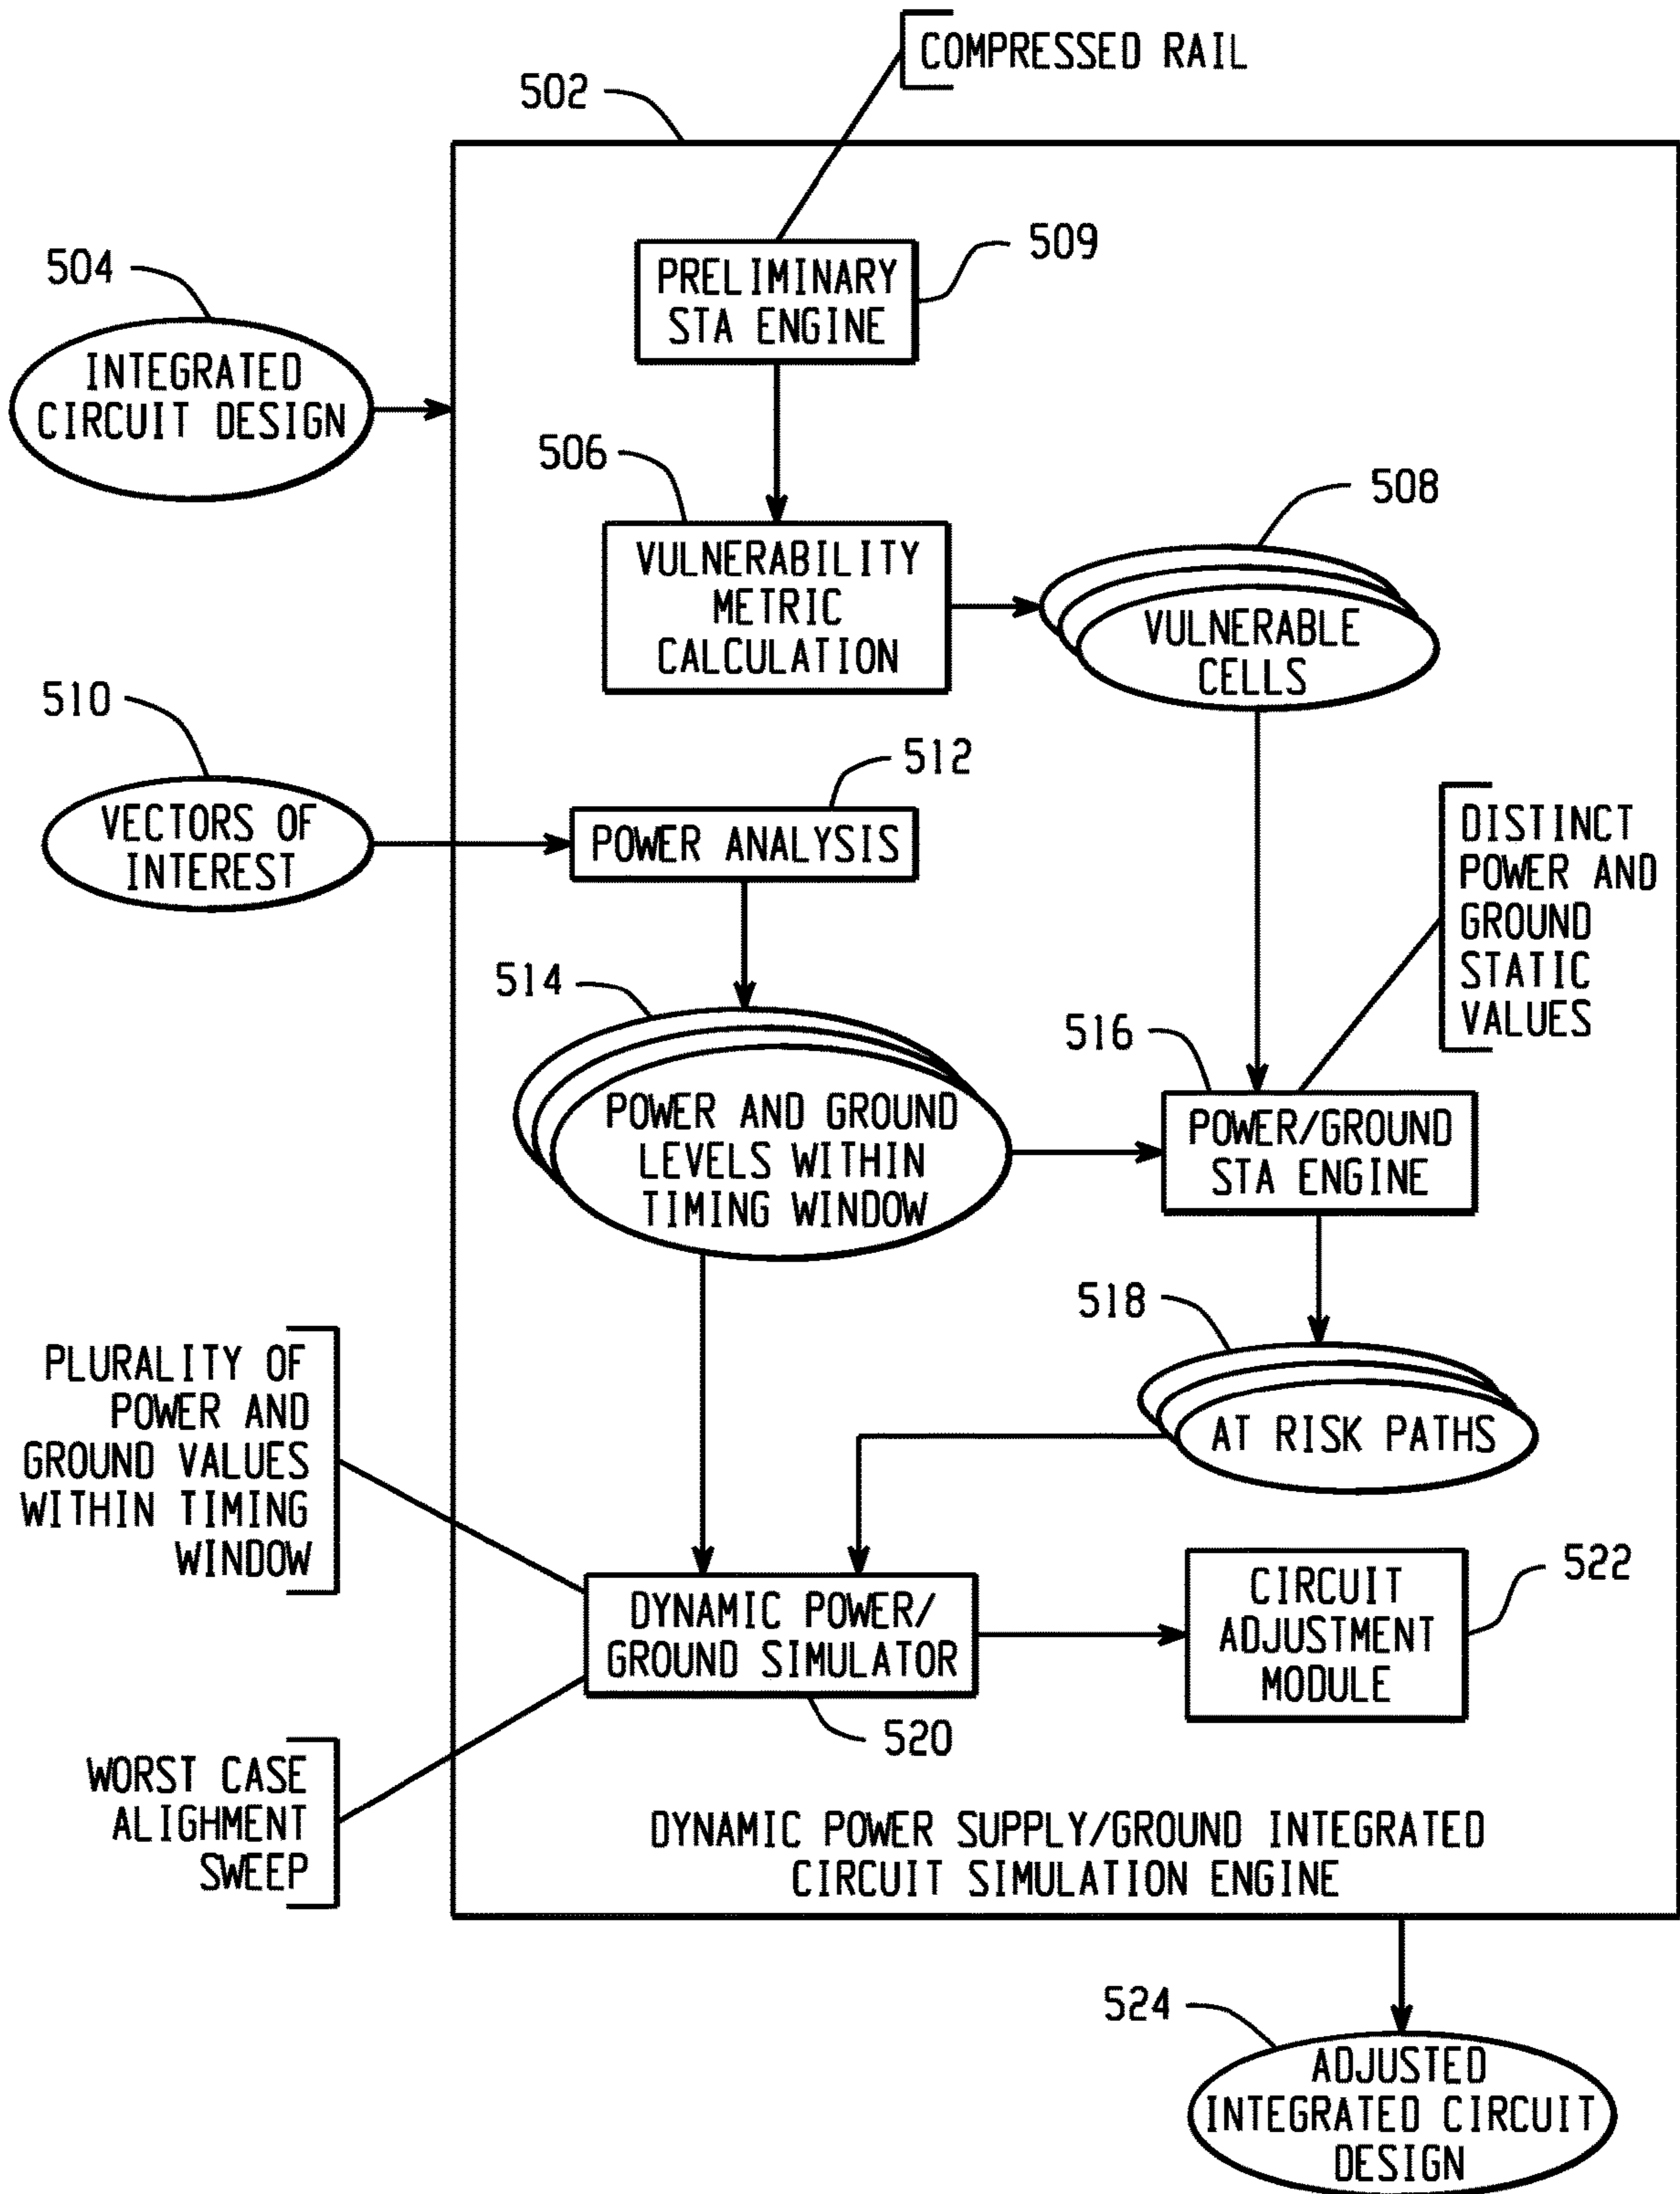 COMPRESSED RAIL
502
504
509
PRELIMINARY
STA ENGINE
INTEGRATED
CIRCUIT DESIGN
506
508
VULNERABILITY
METRIC
CALCULATION
VULNERABLE
CELLS
510
512
VECTORS OF
INTEREST
POWER ANALYSIS
DISTINCT
POWER AND
GROUND
STATIC
VALUES
514
516
POWER AND GROUND
LEVELS WITHIN
TIMING WINDOW
POWER/GROUND
STA ENGINE
518
PLURALITY OF
POWER AND
GROUND VALUES
WITHIN TIMING
WINDOW
AT RISK PATHS
522
DYNAMIC POWER/
GROUND SIMULATOR
CIRCUIT
ADJUSTMENT
MODULE
520
WORST CASE
ALIGHMENT
SWEEP
DYNAMIC POWER SUPPLY/GROUND INTEGRATED
CIRCUIT SIMULATION ENGINE
524
ADJUSTED
INTEGRATED CIRCUIT
DESIGN